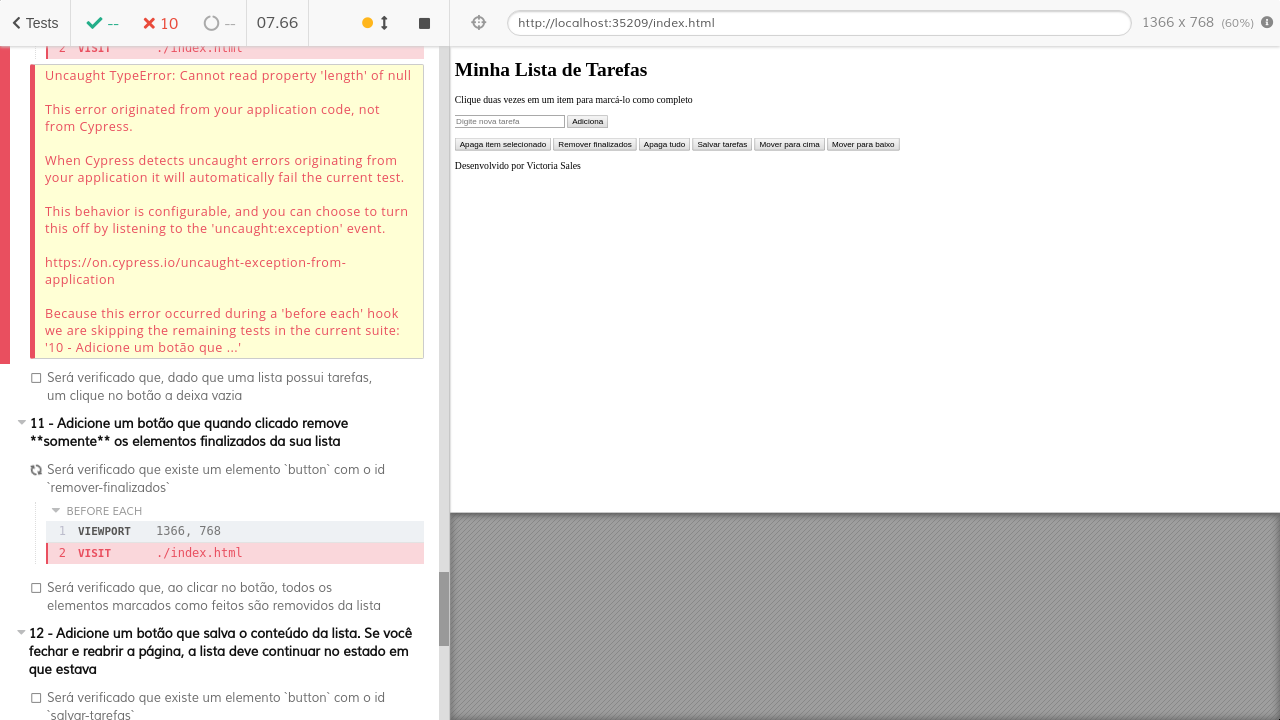 Tests
--
10
--
07.66
http://localhost:35209/index.html
1366 x 768 (60%)
2 VISIT ./index.html
Uncaught TypeError: Cannot read property 'length' of null
This error originated from your application code, not
from Cypress.
When Cypress detects uncaught errors originating from
your application it will automatically fail the current test.
This behavior is configurable, and you can choose to turn
this off by listening to the 'uncaught:exception' event.
https://on.cypress.io/uncaught-exception-from-
application
Because this error occurred during a 'before each' hook
we are skipping the remaining tests in the current suite:
'10 - Adicione um botão que ...'
Será verificado que, dado que uma lista possui tarefas,
um clique no botão a deixa vazia
11 - Adicione um botão que quando clicado remove
**somente** os elementos finalizados da sua lista
Será verificado que existe um elemento `button` com o id
`remover-finalizados`
BEFORE EACH
1 VIEWPORT 1366, 768
2 VISIT ./index.html
Será verificado que, ao clicar no botão, todos os
elementos marcados como feitos são removidos da lista
12 - Adicione um botão que salva o conteúdo da lista. Se você
fechar e reabrir a página, a lista deve continuar no estado em
que estava
Será verificado que existe um elemento `button` com o id
`salvar-tarefas`
Minha Lista de Tarefas
Clique duas vezes em um item para marcá-lo como completo
Digite nova tarefa Adiciona
Apaga item selecionado Remover finalizados Apaga tudo Salvar tarefas Mover para cima Mover para baixo
Desenvolvido por Victoria Sales